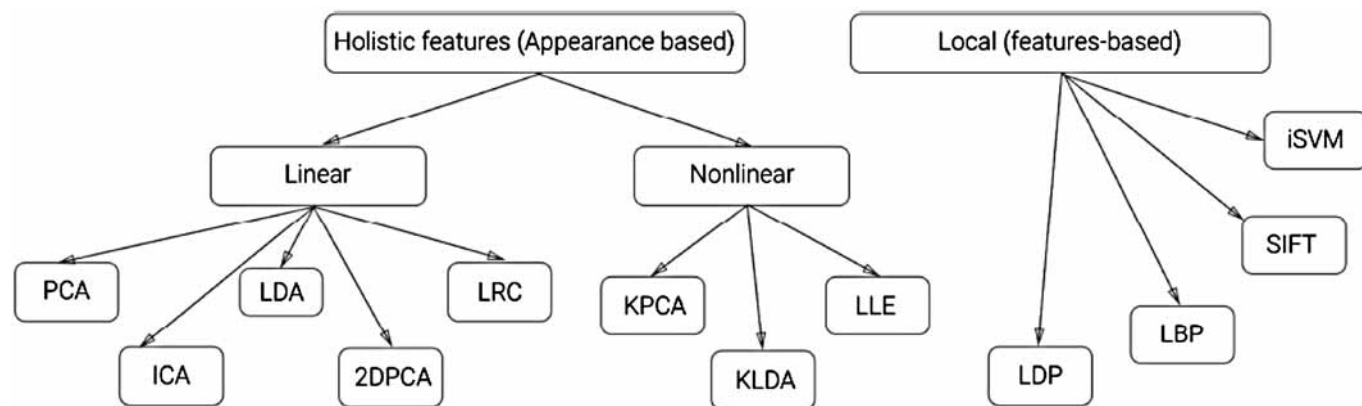 Holistic features (Appearance based)
Local (features-based)
Linear
Nonlinear
iSVM
SIFT
PCA
LDA
LRC
KPCA
LLE
LBP
ICA
2DPCA
KLDA
LDP